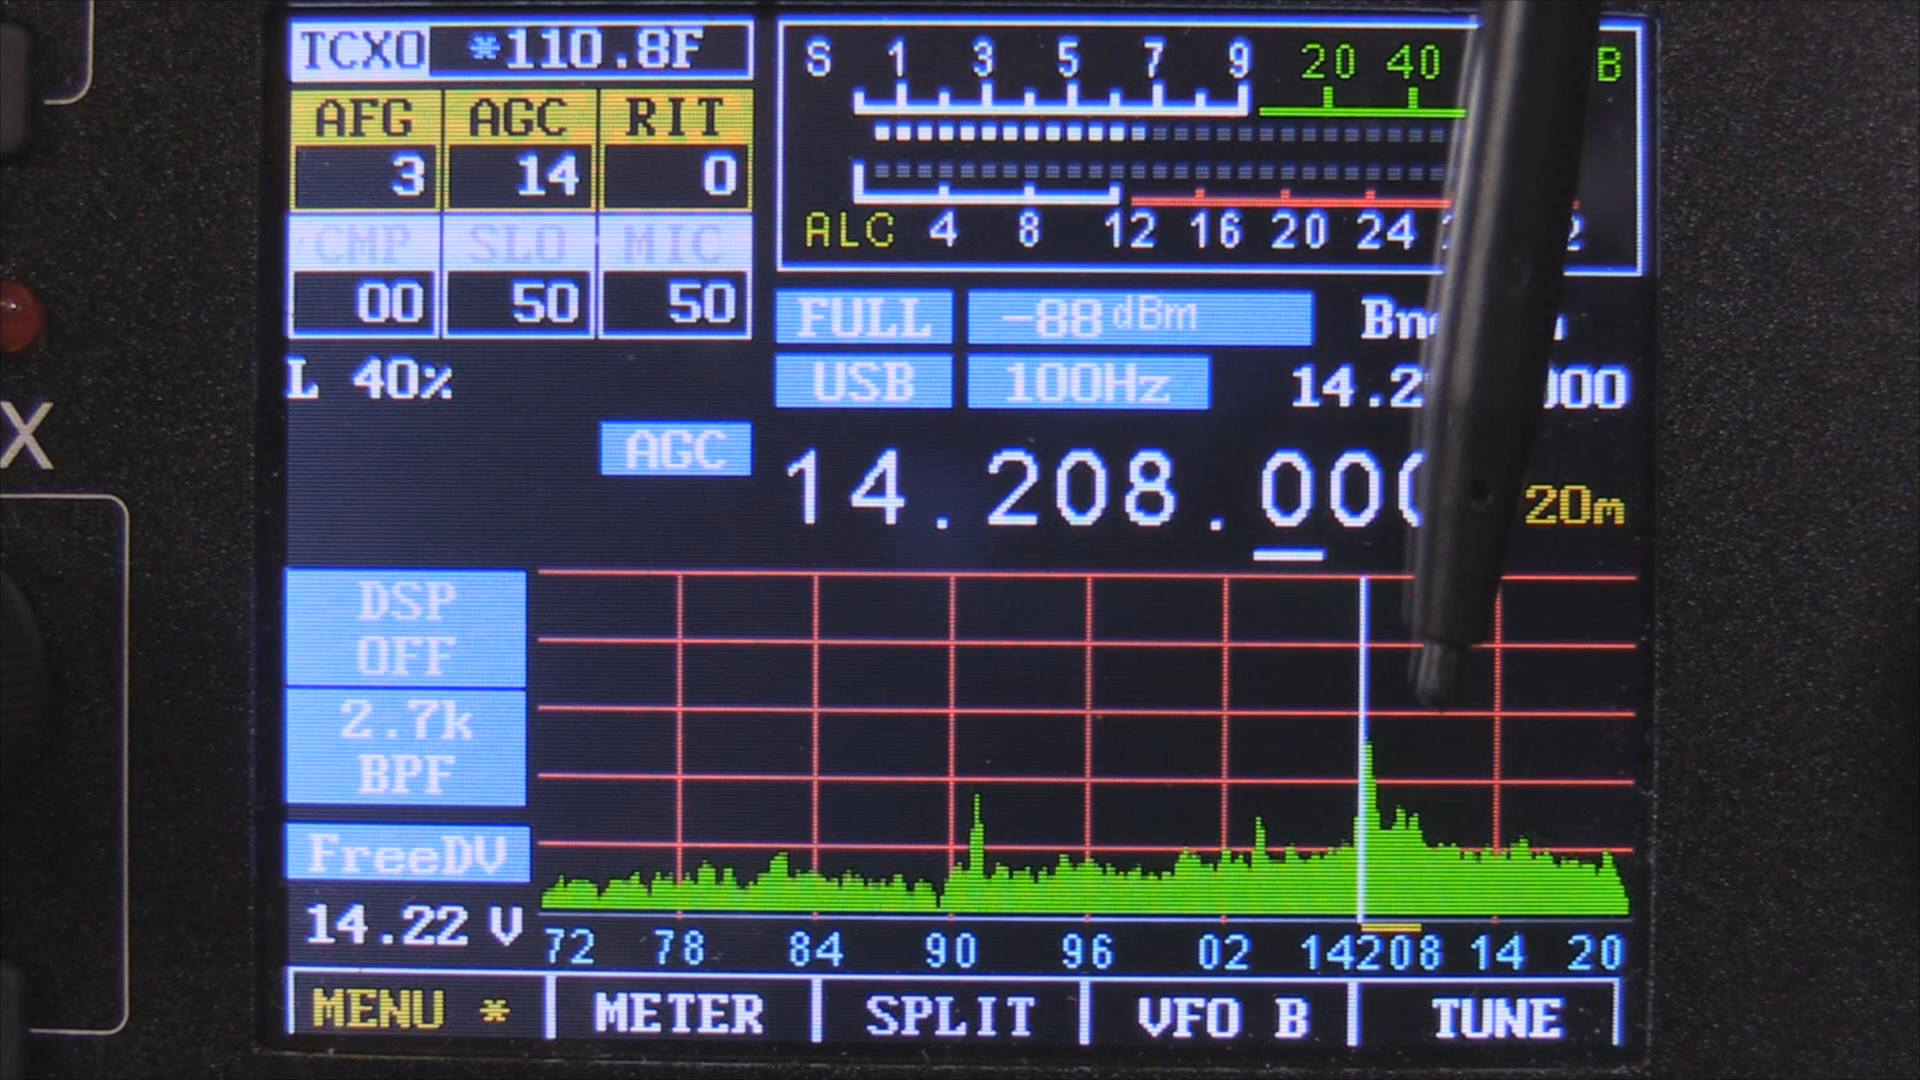 TCXO *110.8F
AFG AGC RIT
3 14 0
CMP SLO MIC
00 50 50
L 40%
AGC
S 1 3 5 7 9 20 40 B
ALC 4 8 12 16 20 24
FULL -88 dBm
USB 100Hz
14.208.00 20m
DSP
OFF
2.7k
BPF
FreeDV
14.22 V
72 78 84 90 96 02 14208 14 20
MENU * METER SPLIT VFO B TUNE
X